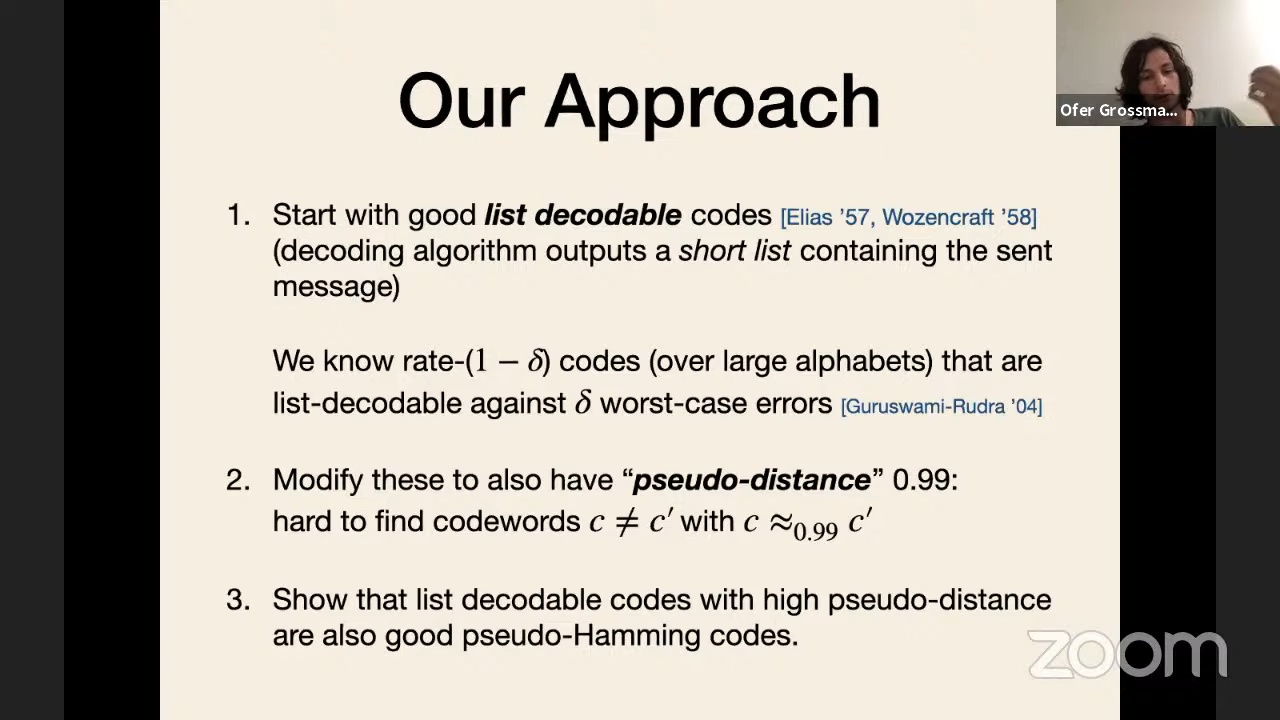 Our Approach
Ofer Grossma...
1. Start with good list decodable codes [Elias ’57, Wozencraft ’58]
(decoding algorithm outputs a short list containing the sent
message)
We know rate-(1 − δ) codes (over large alphabets) that are
list-decodable against δ worst-case errors [Guruswami-Rudra ’04]
2. Modify these to also have “pseudo-distance” 0.99:
hard to find codewords c ≠ c′ with c ≈0.99 c′
3. Show that list decodable codes with high pseudo-distance
are also good pseudo-Hamming codes.
zoom